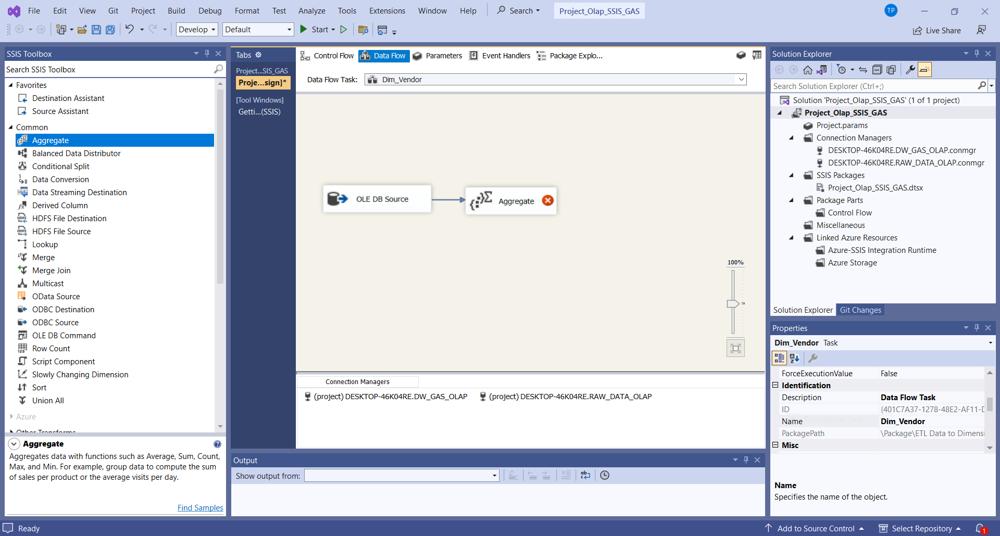 File Edit View Git Project Build Debug Format Test Analyze Tools Extensions Window Help Search Project_Olap_SSIS_GAS TP
Develop Default Start Live Share
SSIS Toolbox
Search SSIS Toolbox
Favorites
Destination Assistant
Source Assistant
Common
Aggregate
Balanced Data Distributor
Conditional Split
Data Conversion
Data Streaming Destination
Derived Column
HDFS File Destination
HDFS File Source
Lookup
Merge
Merge Join
Multicast
OData Source
ODBC Destination
ODBC Source
OLE DB Command
Row Count
Script Component
Slowly Changing Dimension
Sort
Union All
Azure
Other Transforms
Aggregate
Aggregates data with functions such as Average, Sum, Count,
Max, and Min. For example, group data to compute the sum
of sales per product or the average visits per day.
Find Samples
Tabs
Project...SIS_GAS
Proje...sign]*
[Tool Windows]
Getti...(SSIS)
Control Flow Data Flow Parameters Event Handlers Package Explo...
Data Flow Task: Dim_Vendor
OLE DB Source
Aggregate
100%
Connection Managers
(project) DESKTOP-46K04RE.DW_GAS_OLAP (project) DESKTOP-46K04RE.RAW_DATA_OLAP
Output
Show output from:
Solution Explorer
Search Solution Explorer (Ctrl+;)
Solution 'Project_Olap_SSIS_GAS' (1 of 1 project)
Project_Olap_SSIS_GAS
Project.params
Connection Managers
DESKTOP-46K04RE.DW_GAS_OLAP.conmgr
DESKTOP-46K04RE.RAW_DATA_OLAP.conmgr
SSIS Packages
Project_Olap_SSIS_GAS.dtsx
Package Parts
Control Flow
Miscellaneous
Linked Azure Resources
Azure-SSIS Integration Runtime
Azure Storage
Solution Explorer Git Changes
Properties
Dim_Vendor Task
ForceExecutionValue False
Identification
Description Data Flow Task
ID {401C7A37-1278-48E2-AF11-D
Name Dim_Vendor
PackagePath \Package\ETL Data to Dimensi
Misc
Name
Specifies the name of the object.
Ready Add to Source Control Select Repository 1